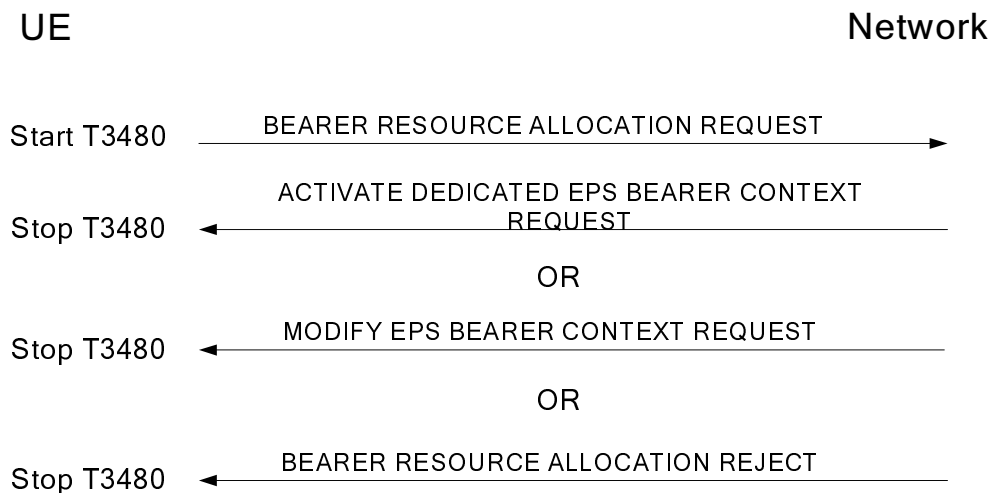 UE
Network
Start T3480
BEARER RESOURCE ALLOCATION REQUEST
ACTIVATE DEDICATED EPS BEARER CONTEXT
REQUEST
Stop T3480
OR
MODIFY EPS BEARER CONTEXT REQUEST
Stop T3480
OR
BEARER RESOURCE ALLOCATION REJECT
Stop T3480